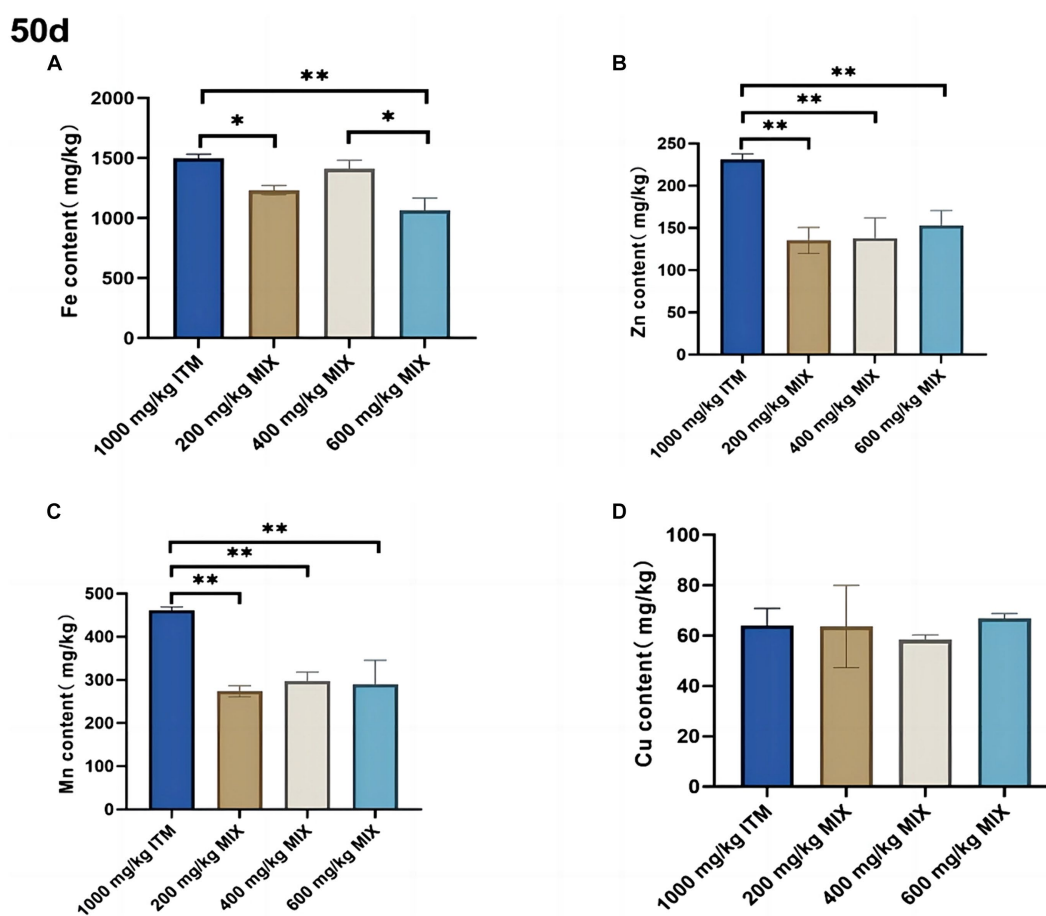 50d
A
**
*
*
2000
1500
1000
500
0
Fe content( mg/kg)
1000 mg/kg ITM
200 mg/kg MIX
400 mg/kg MIX
600 mg/kg MIX
B
**
**
**
250
200
150
100
50
0
Zn content( mg/kg)
1000 mg/kg ITM
200 mg/kg MIX
400 mg/kg MIX
600 mg/kg MIX
C
**
**
**
500
400
300
200
100
0
Mn content( mg/kg)
1000 mg/kg ITM
200 mg/kg MIX
400 mg/kg MIX
600 mg/kg MIX
D
100
80
60
40
20
0
Cu content( mg/kg)
1000 mg/kg ITM
200 mg/kg MIX
400 mg/kg MIX
600 mg/kg MIX